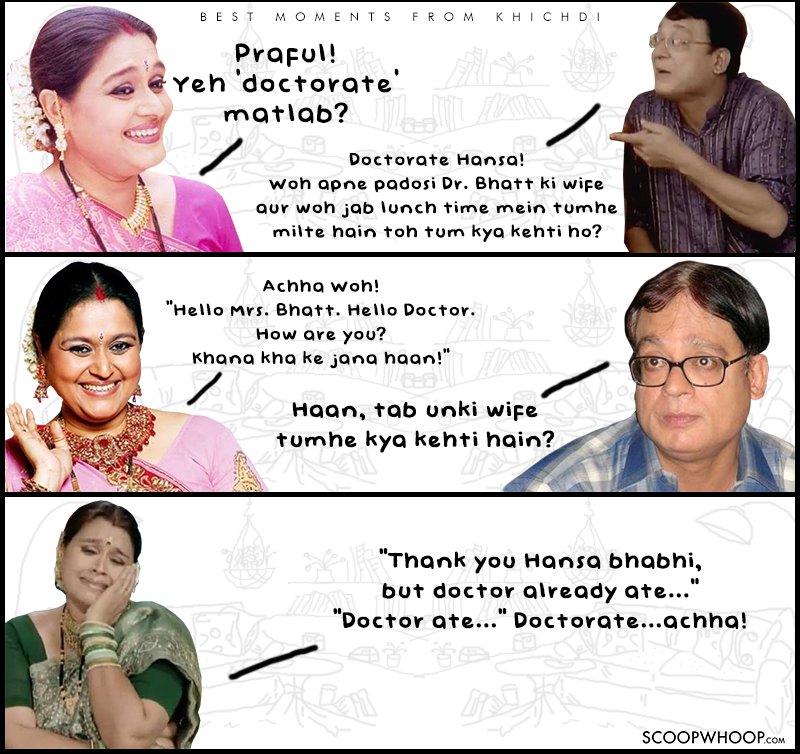 BEST MOMENTS FROM KHICHDI
Praful!
Yeh 'doctorate'
matlab?
Doctorate Hansa!
Woh apne padosi Dr. Bhatt ki wife
aur woh jab lunch time mein tumhe
milte hain toh tum kya kehti ho?
Achha woh!
"Hello Mrs. Bhatt. Hello Doctor.
How are you?
Khana kha ke jana haan!"
Haan, tab unki wife
tumhe kya kehti hain?
"Thank you Hansa bhabhi,
but doctor already ate..."
"Doctor ate..." Doctorate...achha!
SCOOPWHOOP.COM